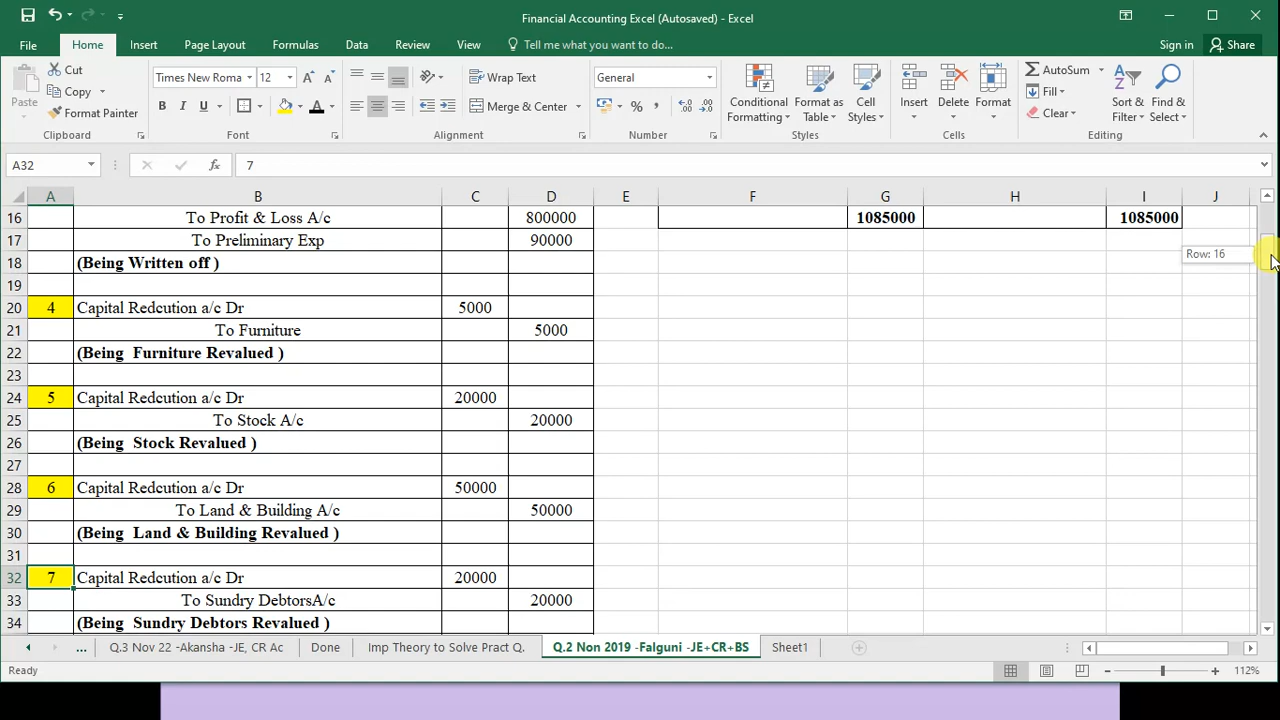 Financial Accounting Excel (Autosaved) - Excel
File Home Insert Page Layout Formulas Data Review View Tell me what you want to do... Sign in Share
Paste Cut Copy Format Painter Clipboard
Times New Roma 12 B I U A Font
Wrap Text Merge & Center Alignment
General % Number
Conditional Formatting Format as Table Cell Styles Styles
Insert Delete Format Cells
AutoSum Fill Clear Sort & Filter Find & Select Editing
A32 fx 7
A B C D E F G H I J
16 To Profit & Loss A/c 800000 1085000 1085000
17 To Preliminary Exp 90000
Row: 16
18 (Being Written off )
19
20 4 Capital Redcution a/c Dr 5000
21 To Furniture 5000
22 (Being Furniture Revalued )
23
24 5 Capital Redcution a/c Dr 20000
25 To Stock A/c 20000
26 (Being Stock Revalued )
27
28 6 Capital Redcution a/c Dr 50000
29 To Land & Building A/c 50000
30 (Being Land & Building Revalued )
31
32 7 Capital Redcution a/c Dr 20000
33 To Sundry DebtorsA/c 20000
34 (Being Sundry Debtors Revalued )
... Q.3 Nov 22 -Akansha -JE, CR Ac Done Imp Theory to Solve Pract Q. Q.2 Non 2019 -Falguni -JE+CR+BS Sheet1
Ready 112%